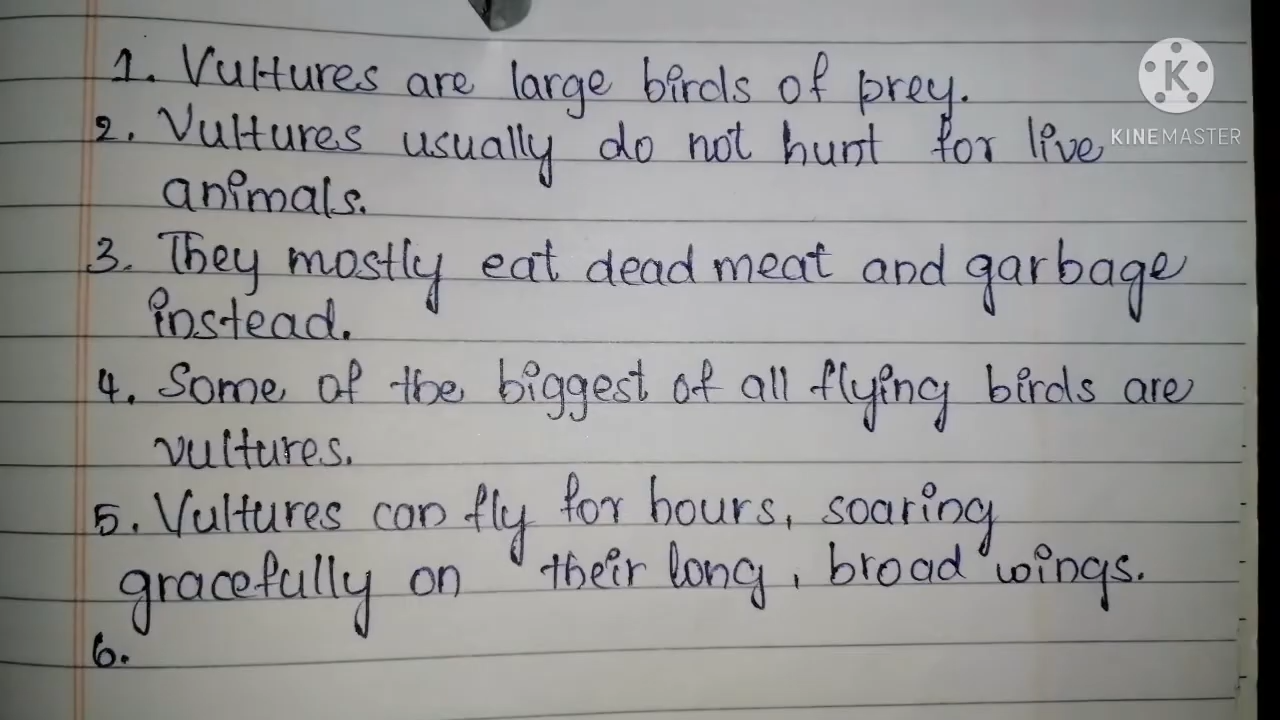 1. Vultures are large birds of prey.
2. Vultures usually do not hunt for live
animals.
3. They mostly eat dead meat and garbage
instead.
4. Some of the biggest of all flying birds are
vultures.
5. Vultures can fly for hours, soaring
gracefully on their long, broad wings.
6.
K
KINEMASTER